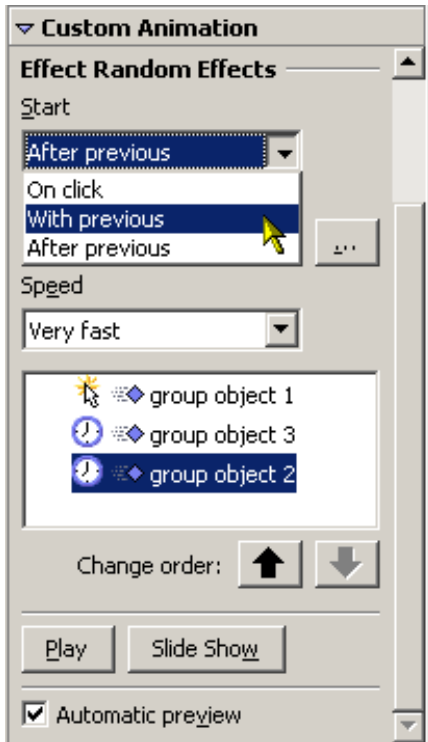 Custom Animation
Effect Random Effects
Start
After previous
On click
With previous
After previous
...
Speed
Very fast
group object 1
group object 3
group object 2
Change order:
Play Slide Show
Automatic preview